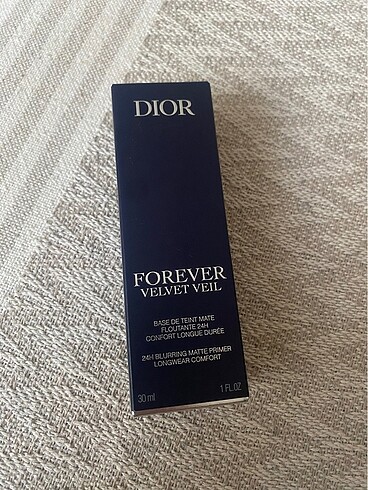 DIOR
FOREVER
VELVET VEIL
BASE DE TEINT MATE
FLOUTANTE 24H
CONFORT LONGUE DURÉE
24H BLURRING MATTE PRIMER
LONGWEAR COMFORT
30 ml
1 FL.OZ